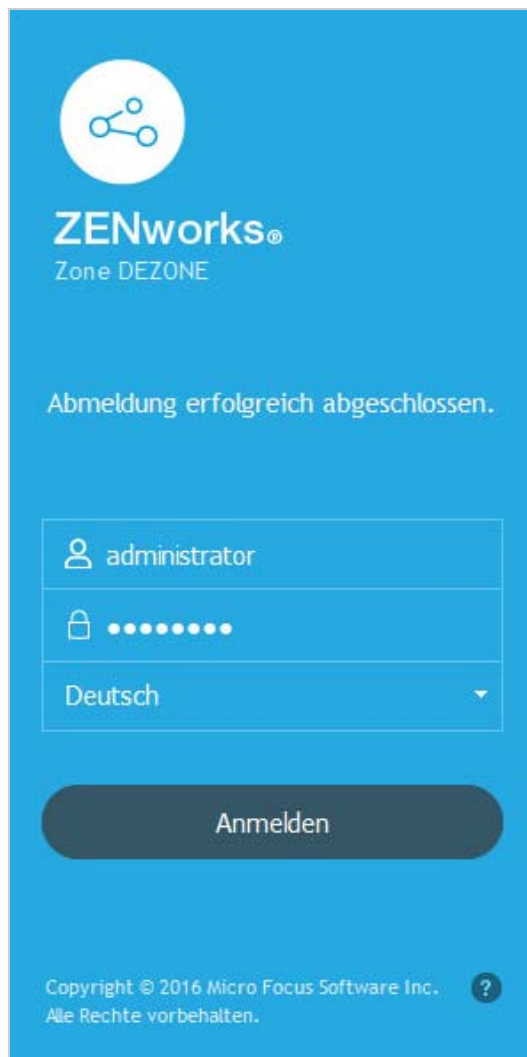 ZENworks®
Zone DEZONE
Abmeldung erfolgreich abgeschlossen.
administrator
••••••••
Deutsch
Anmelden
Copyright © 2016 Micro Focus Software Inc.
Alle Rechte vorbehalten.
?